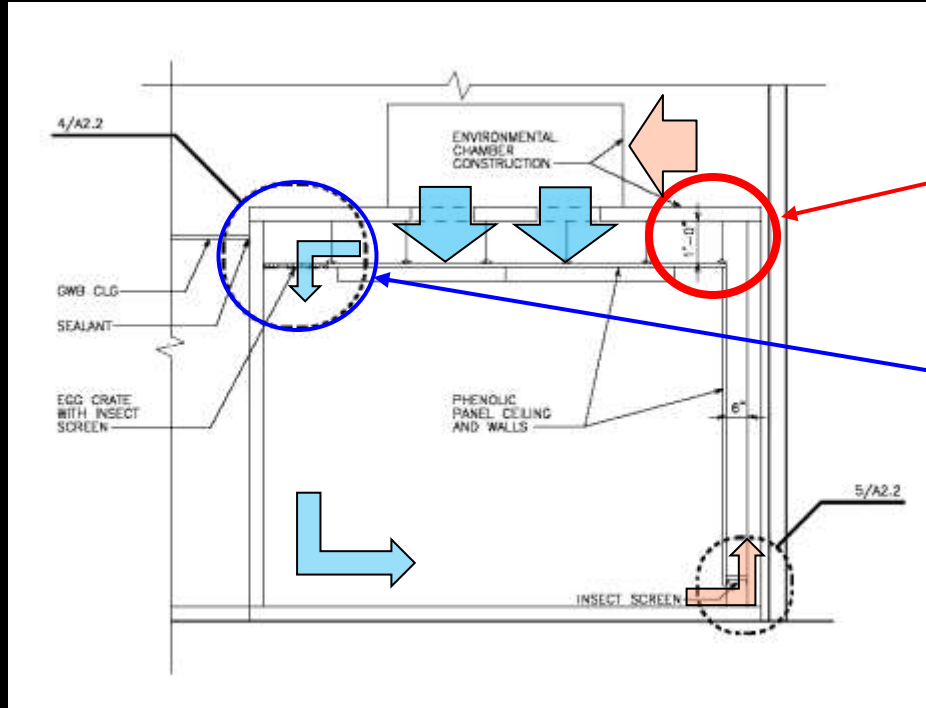 4/A2.2
ENVIRONMENTAL
CHAMBER
CONSTRUCTION
1'-0"
GWB CLG
SEALANT
EGG CRATE
WITH INSECT
SCREEN
PHENOLIC
PANEL CEILING
AND WALLS
6"
5/A2.2
INSECT SCREEN